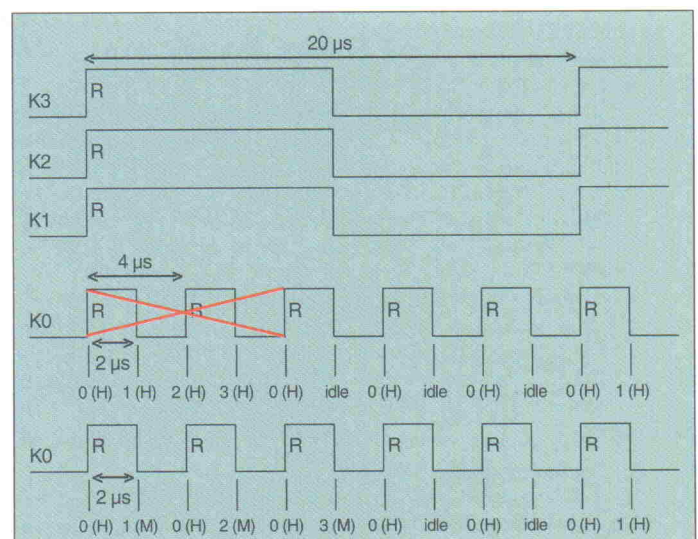 20 µs
K3 R
K2 R
K1 R
4 µs
K0 R R R R R R
2 µs
0 (H) 1 (H) 2 (H) 3 (H) 0 (H) idle 0 (H) idle 0 (H) idle 0 (H) 1 (H)
K0 R R R R R R
2 µs
0 (H) 1 (M) 0 (H) 2 (M) 0 (H) 3 (M) 0 (H) idle 0 (H) idle 0 (H) 1 (H)